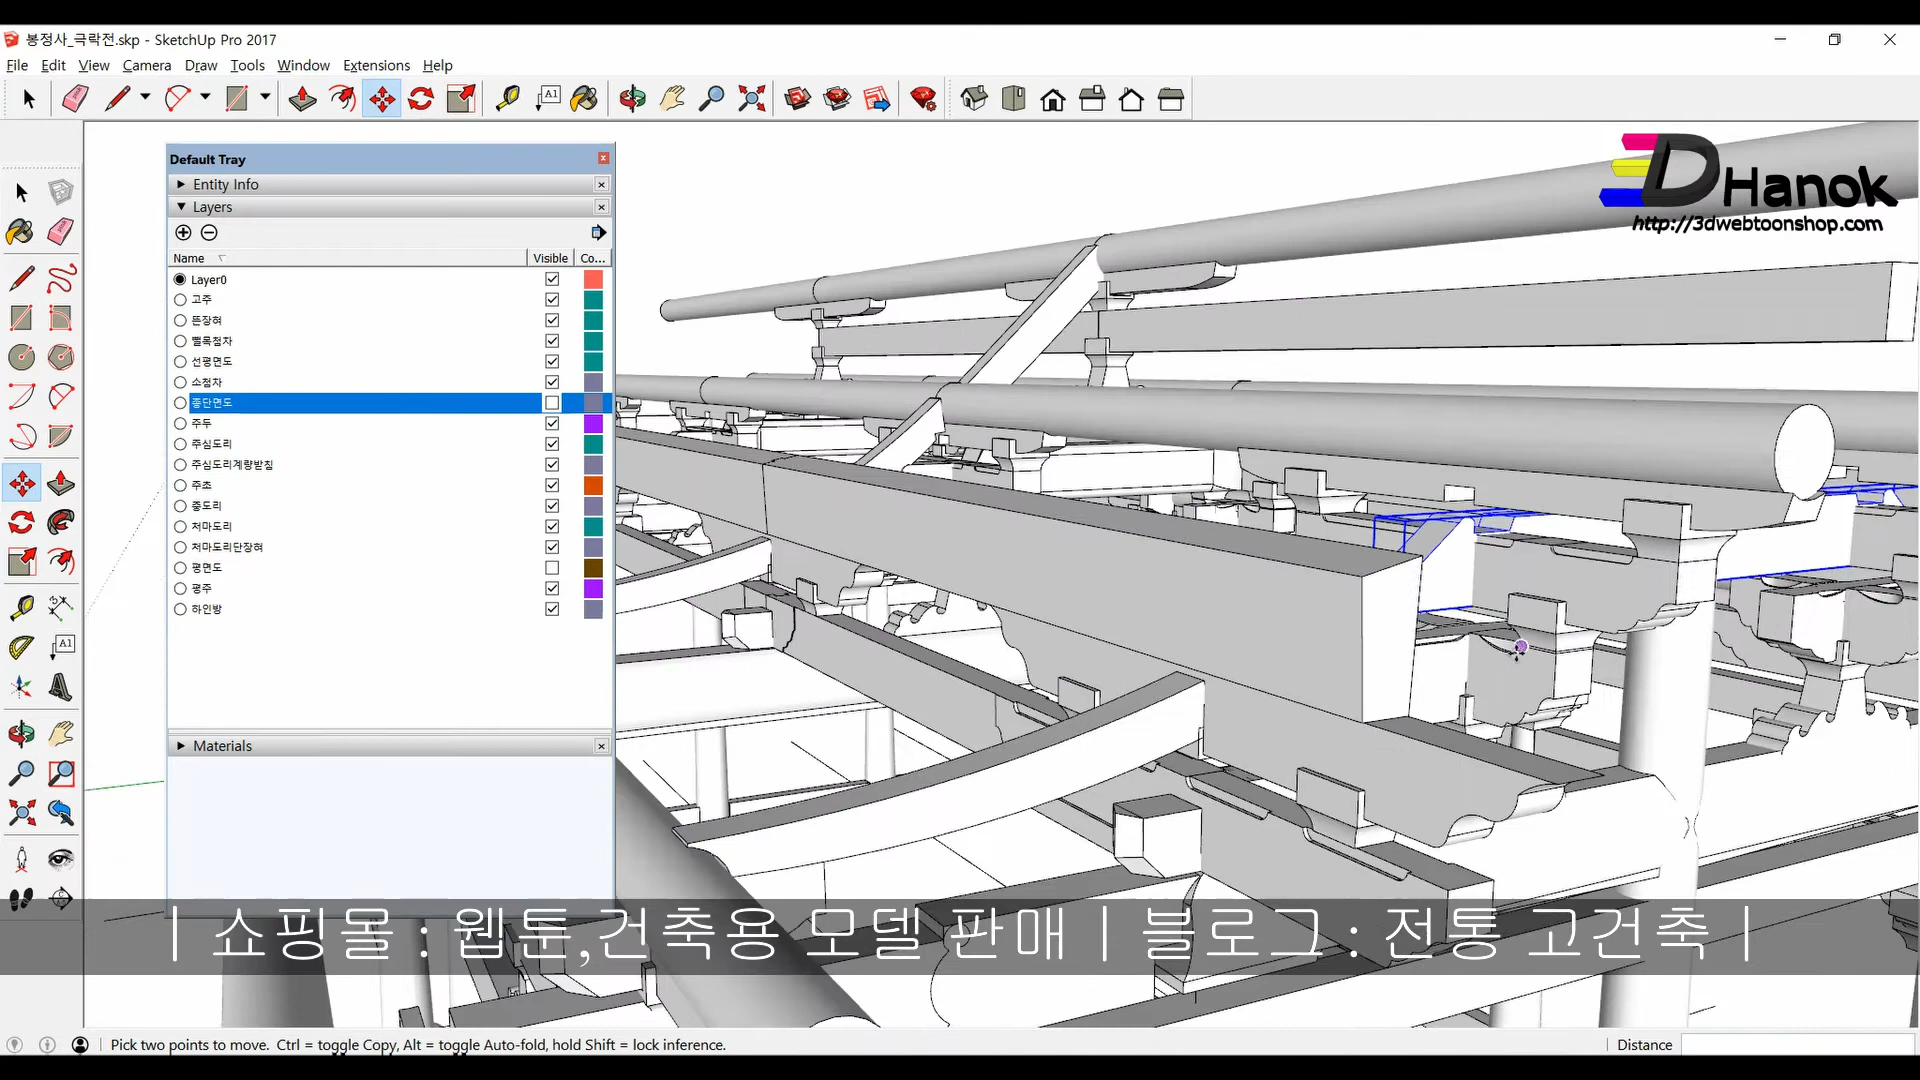 봉정사_극락전.skp - SketchUp Pro 2017
File Edit View Camera Draw Tools Window Extensions Help
A1
DHanok
http://3dwebtoonshop.com
Default Tray
Entity Info
Layers
Name Visible Co...
Layer0
고주
뜬장혀
뺄목첨차
선평면도
소첨차
종단면도
주두
주심도리
주심도리계량받침
주초
중도리
처마도리
처마도리단장혀
평면도
평주
하인방
A1
Materials
| 쇼핑몰 : 웹툰,건축용 모델 판매 | 블로그 : 전통 고건축 |
Pick two points to move. Ctrl = toggle Copy, Alt = toggle Auto-fold, hold Shift = lock inference.
Distance